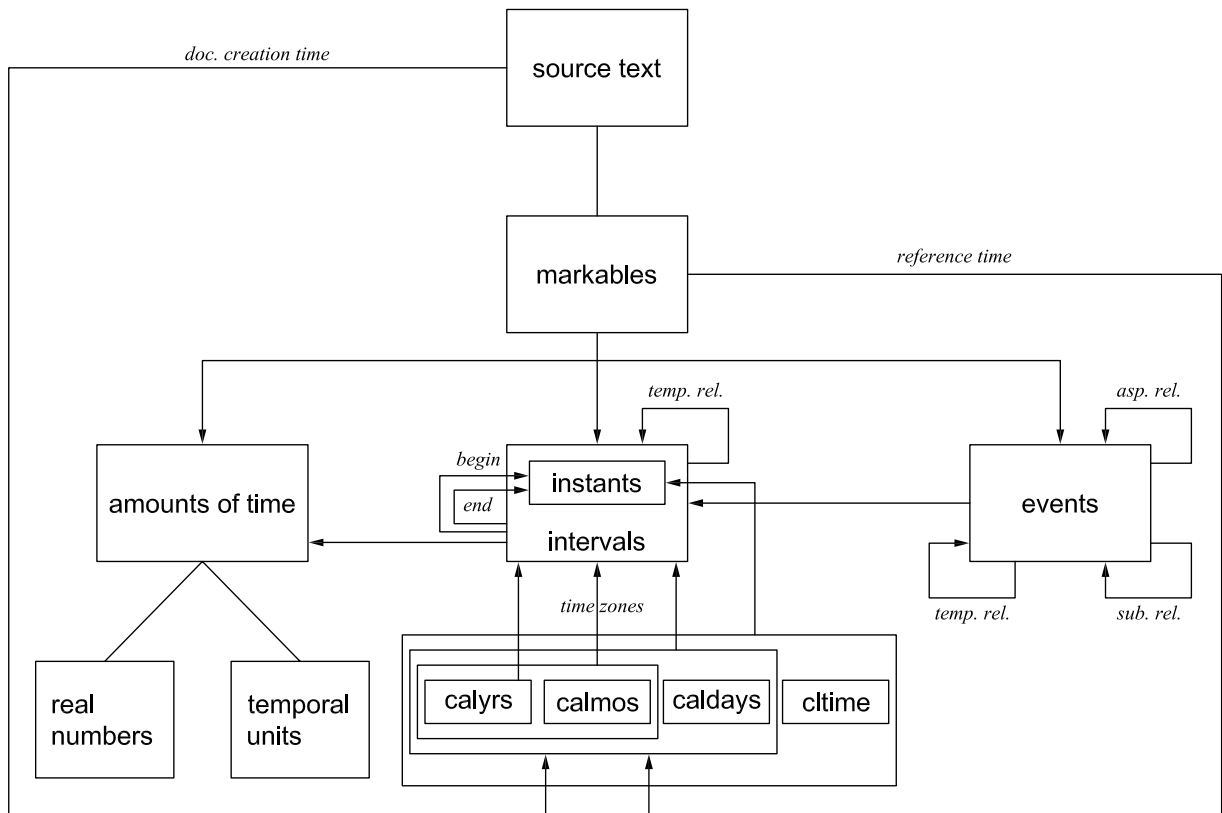 doc. creation time
source text
markables
reference time
temp. rel.
asp. rel.
begin
instants
amounts of time
end
events
intervals
time zones
temp. rel.
sub. rel.
real
numbers
temporal
units
calyrs
calmos
caldays
cltime